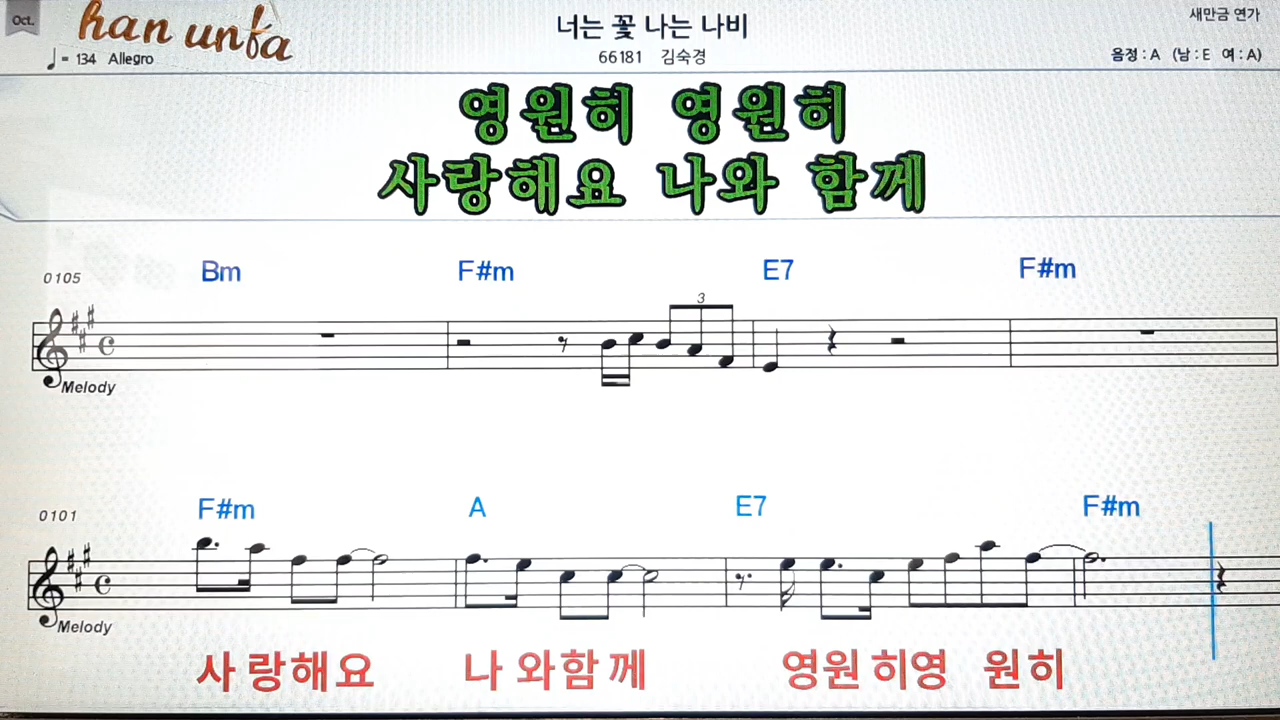 Oct.
han unfa
너는 꽃 나는 나비
새만금 연가
♩= 134 Allegro
66181 김숙경
음정 : A (남 : E 여 : A)
영원히 영원히
사랑해요 나와 함께
0105
Bm F#m E7 F#m
3
Melody
0101
F#m A E7 F#m
Melody
사 랑해요 나 와함 께 영원 히영 원히